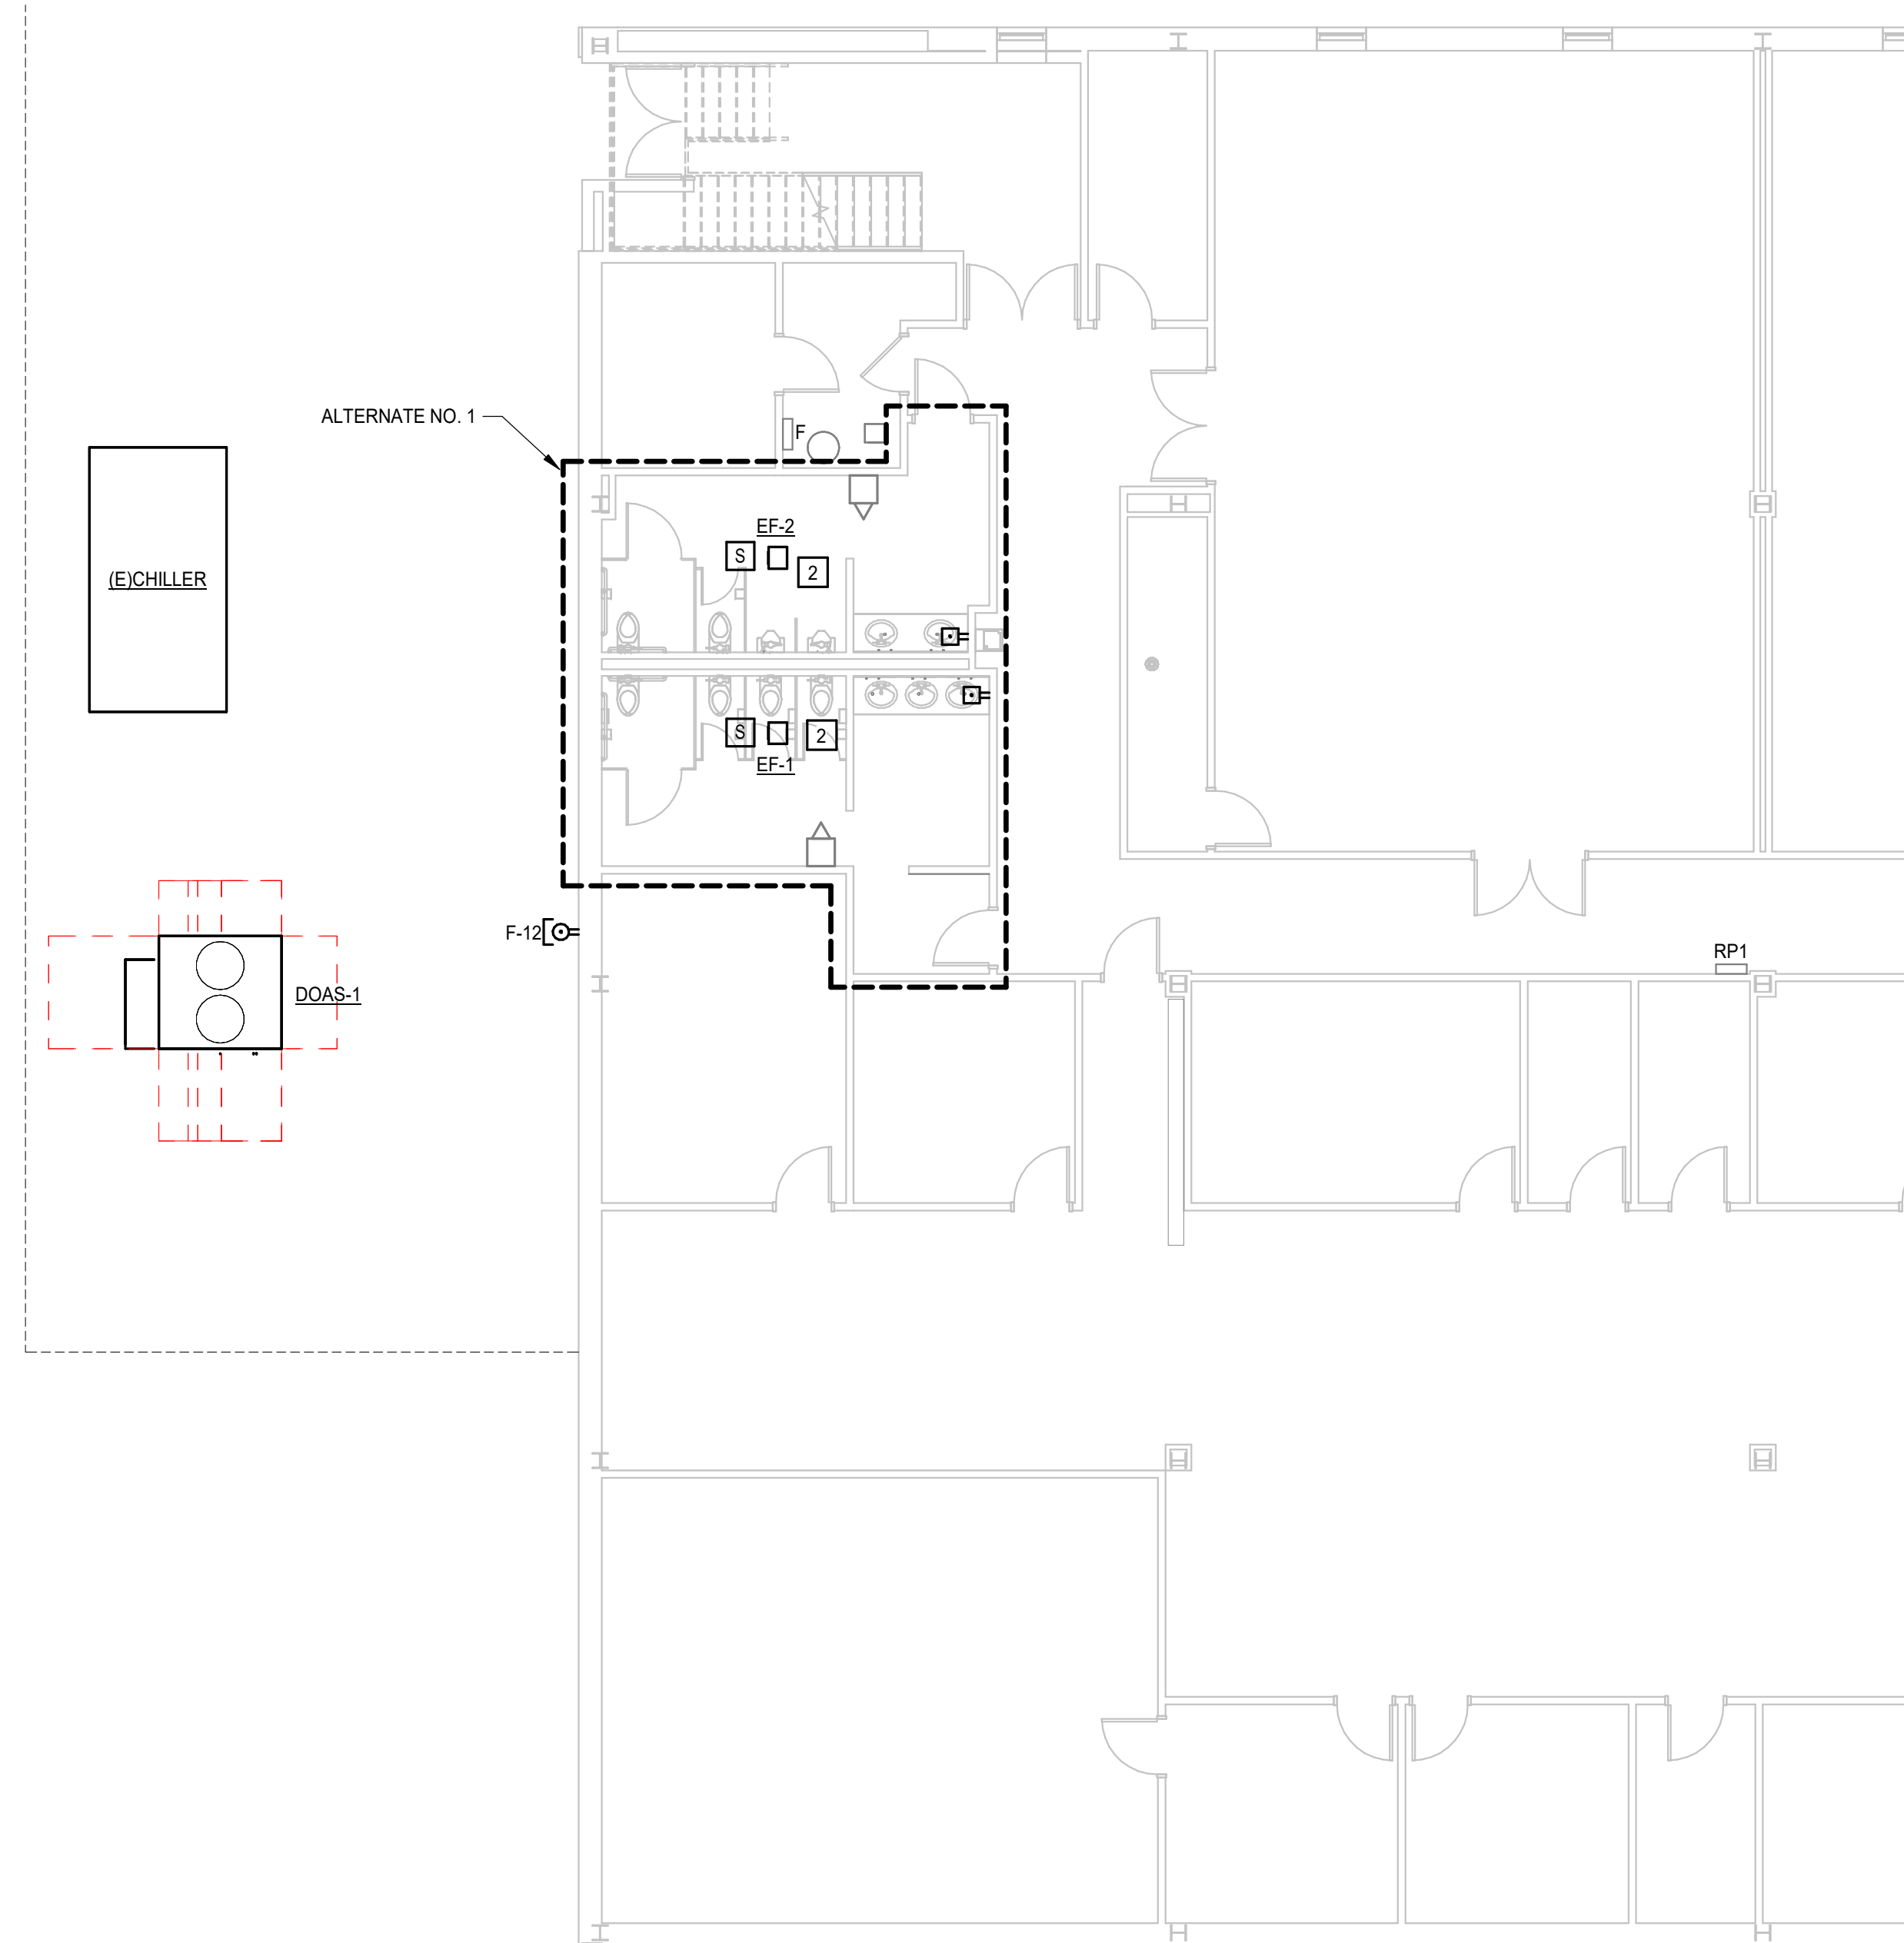 ALTERNATE NO. 1
F
EF-2
S
2
(E)CHILLER
S
2
EF-1
F-12
RP1
DOAS-1